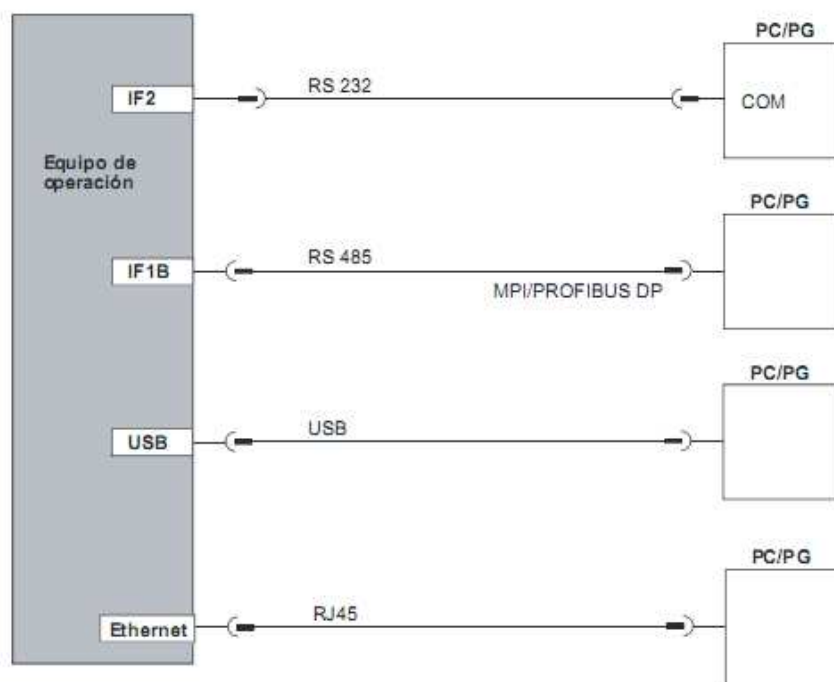 PC/PG
IF2
RS 232
COM
Equipo de
operación
PC/PG
IF1B
RS 485
MPI/PROFIBUS DP
PC/PG
USB
USB
PC/PG
Ethernet
RJ45